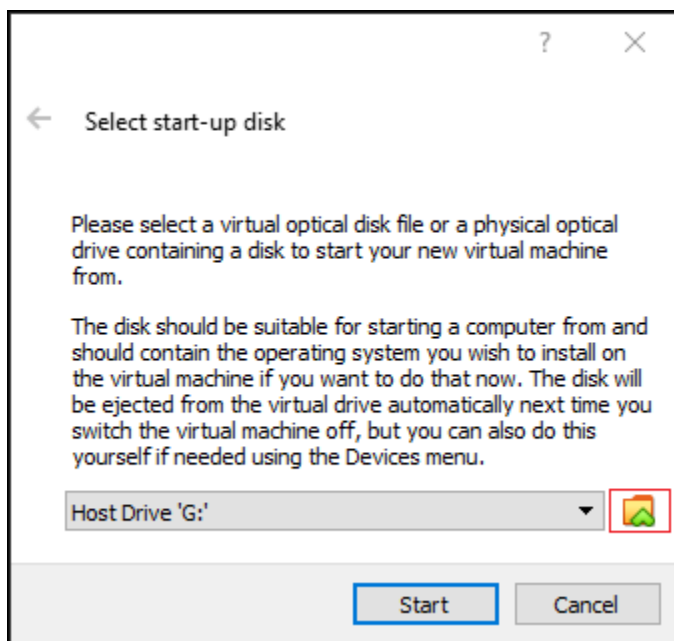 ?
Select start-up disk
Please select a virtual optical disk file or a physical optical
drive containing a disk to start your new virtual machine
from.
The disk should be suitable for starting a computer from and
should contain the operating system you wish to install on
the virtual machine if you want to do that now. The disk will
be ejected from the virtual drive automatically next time you
switch the virtual machine off, but you can also do this
yourself if needed using the Devices menu.
Host Drive 'G:'
Start Cancel